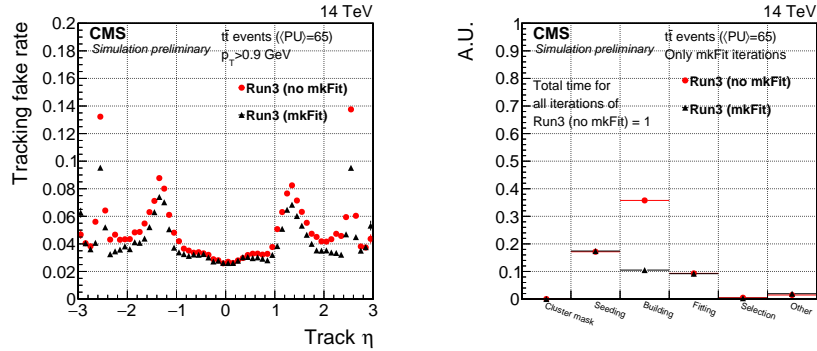 14 TeV
CMS
Simulation preliminary
tt̄ events (⟨PU⟩=65)
p_T>0.9 GeV
Run3 (no mkFit)
Run3 (mkFit)
Tracking fake rate
0.2
0.18
0.16
0.14
0.12
0.1
0.08
0.06
0.04
0.02
0
−3 −2 −1 0 1 2 3
Track η
14 TeV
CMS
Simulation preliminary
tt̄ events (⟨PU⟩=65)
Only mkFit iterations
Total time for
all iterations of
Run3 (no mkFit) = 1
Run3 (no mkFit)
Run3 (mkFit)
A.U.
1
0.9
0.8
0.7
0.6
0.5
0.4
0.3
0.2
0.1
0
Cluster mask Seeding Building Fitting Selection Other